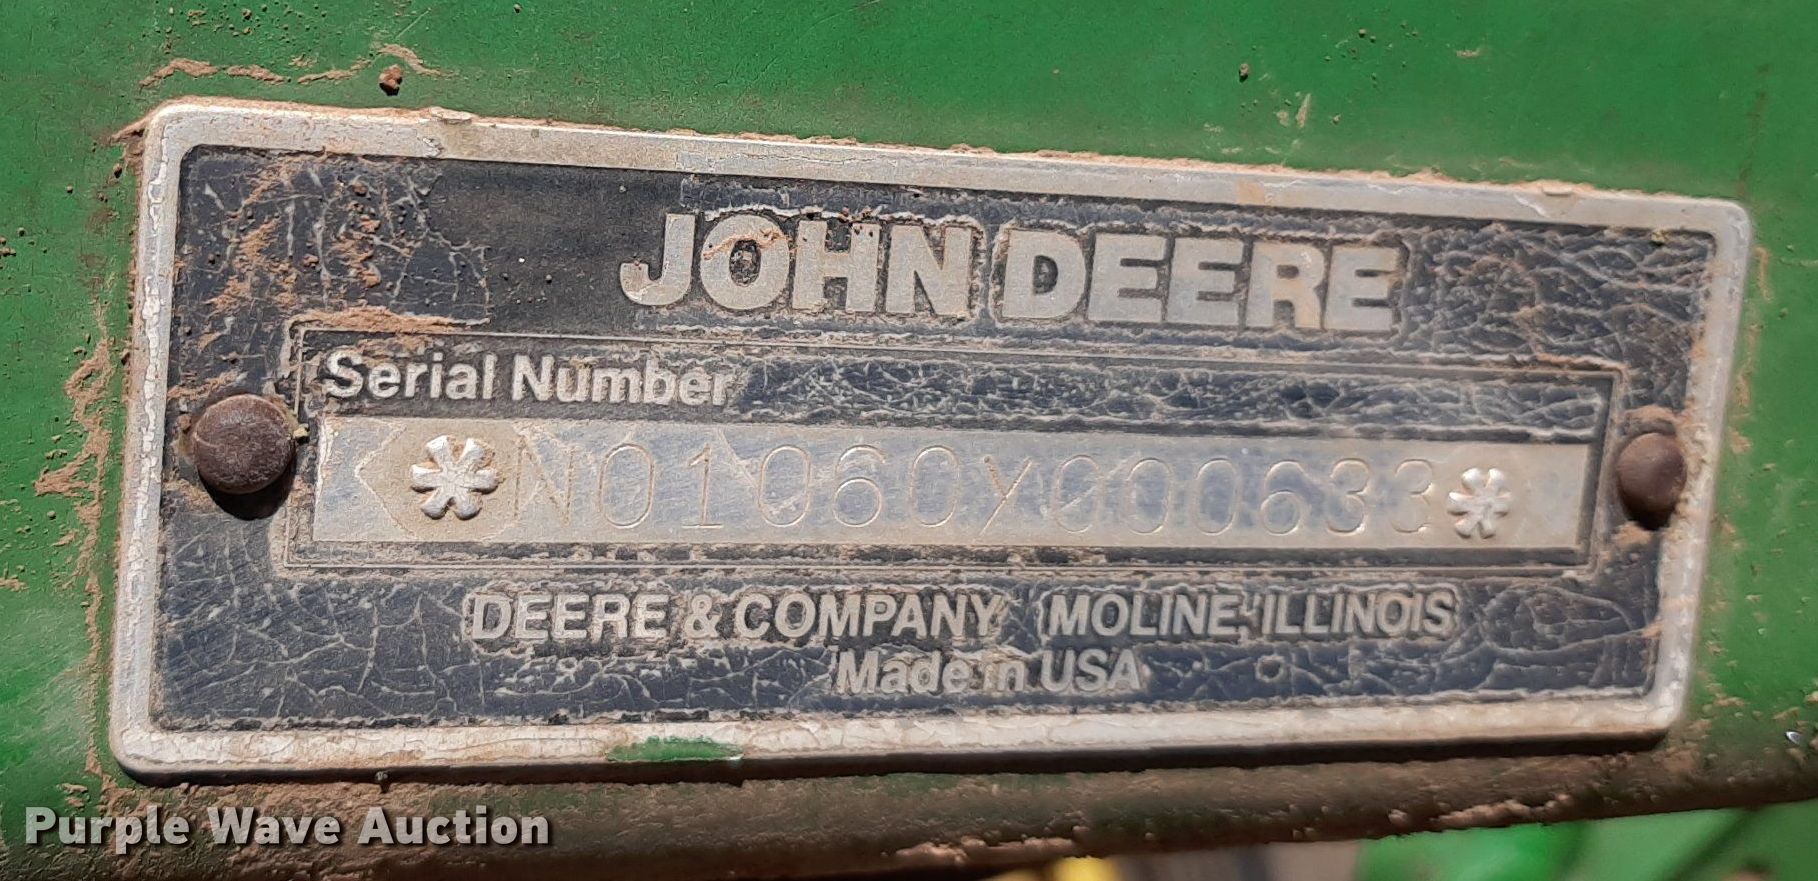 JOHN DEERE
Serial Number
*N01060X000633*
DEERE & COMPANY MOLINE, ILLINOIS
Made in USA
Purple Wave Auction